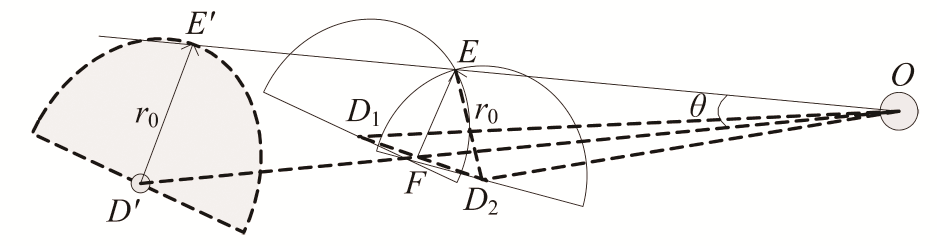 E′
E
O
r₀
D₁
r₀
θ
F
D₂
D′